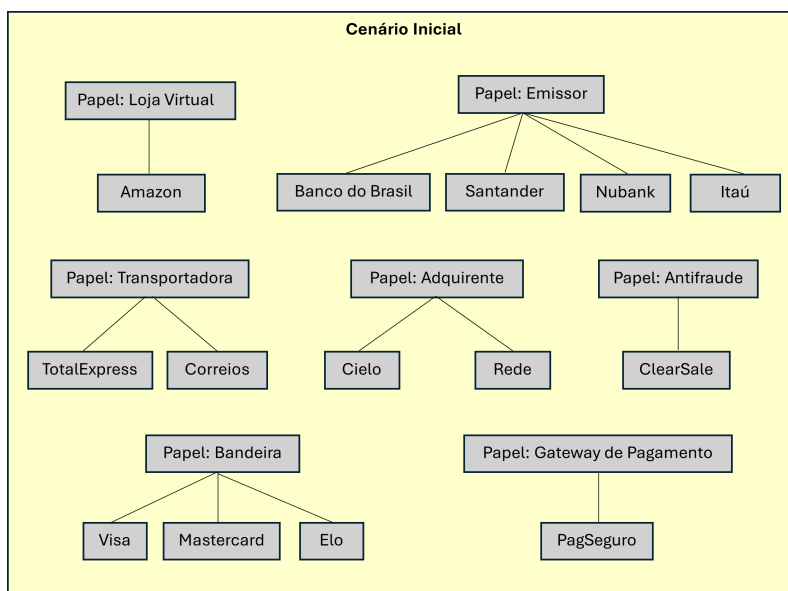 Cenário Inicial
Papel: Loja Virtual
Papel: Emissor
Amazon
Banco do Brasil
Santander
Nubank
Itaú
Papel: Transportadora
Papel: Adquirente
Papel: Antifraude
TotalExpress
Correios
Cielo
Rede
ClearSale
Papel: Bandeira
Papel: Gateway de Pagamento
Visa
Mastercard
Elo
PagSeguro